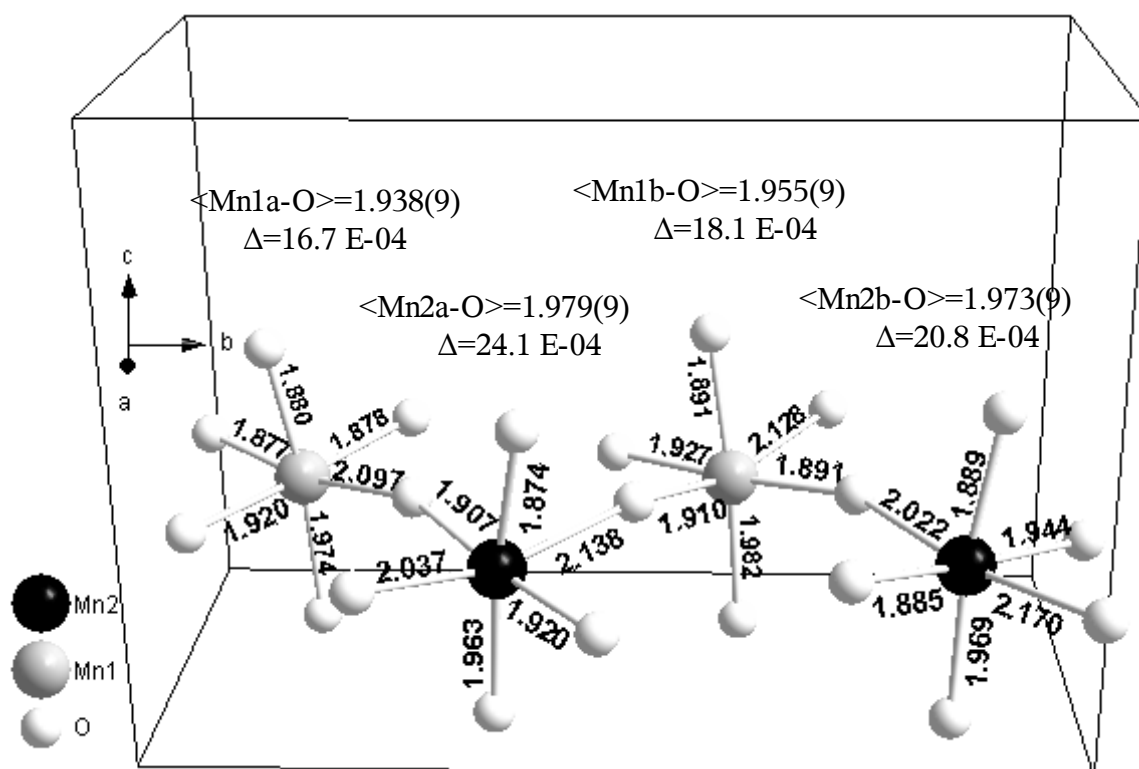 <Mn1a-O>=1.938(9)
Δ=16.7 E-04
<Mn1b-O>=1.955(9)
Δ=18.1 E-04
c
b
a
<Mn2a-O>=1.979(9)
Δ=24.1 E-04
<Mn2b-O>=1.973(9)
Δ=20.8 E-04
1.880
1.877
1.878
2.097
1.920
1.974
1.907
1.874
2.037
2.138
1.963
1.920
1.891
1.927
2.128
1.891
1.910
1.982
2.022
1.889
1.944
1.885
2.170
1.969
Mn2
Mn1
O